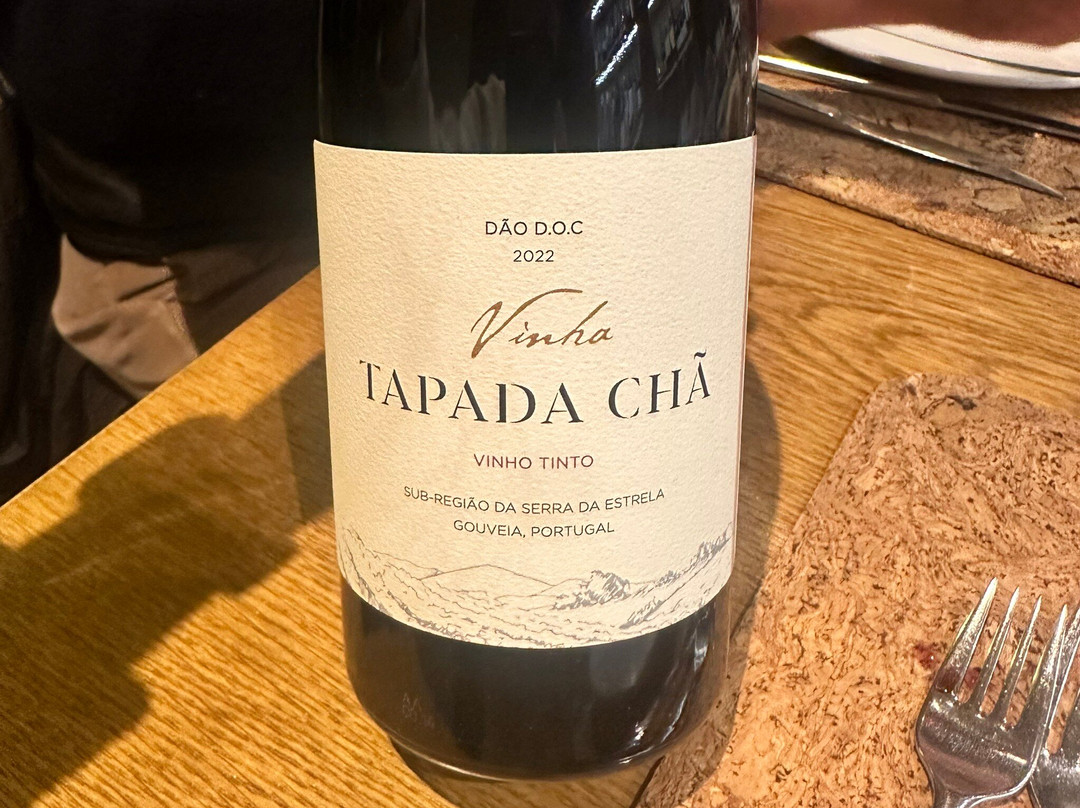 DÃO D.O.C
2022
Vinha
TAPADA CHÃ
VINHO TINTO
SUB-REGIÃO DA SERRA DA ESTRELA
GOUVEIA, PORTUGAL